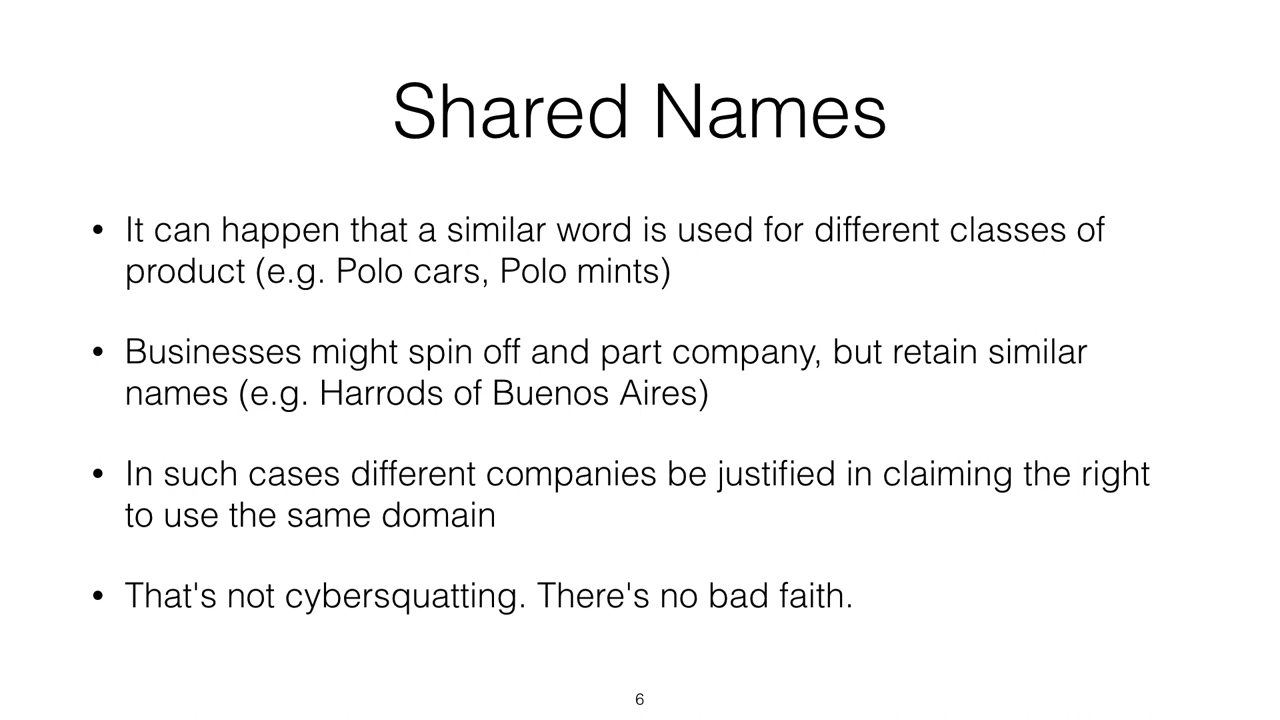 Shared Names
• It can happen that a similar word is used for different classes of
product (e.g. Polo cars, Polo mints)
• Businesses might spin off and part company, but retain similar
names (e.g. Harrods of Buenos Aires)
• In such cases different companies be justified in claiming the right
to use the same domain
• That's not cybersquatting. There's no bad faith.
6